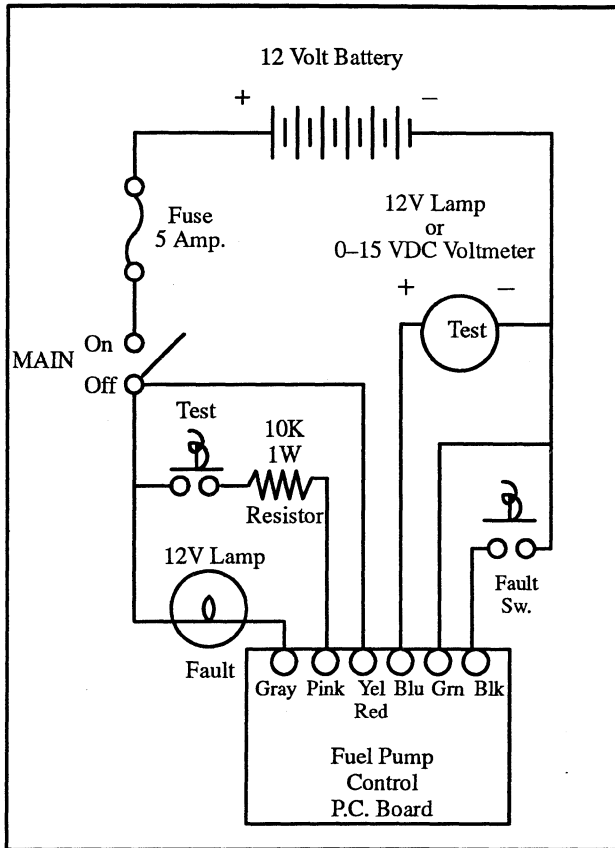 12 Volt Battery
+ −
Fuse
5 Amp.
12V Lamp
or
0–15 VDC Voltmeter
+ −
Test
On
MAIN
Off
Test
10K
1W
Resistor
12V Lamp
Fault
Fault
Sw.
Gray Pink Yel Blu Grn Blk
Red
Fuel Pump
Control
P.C. Board